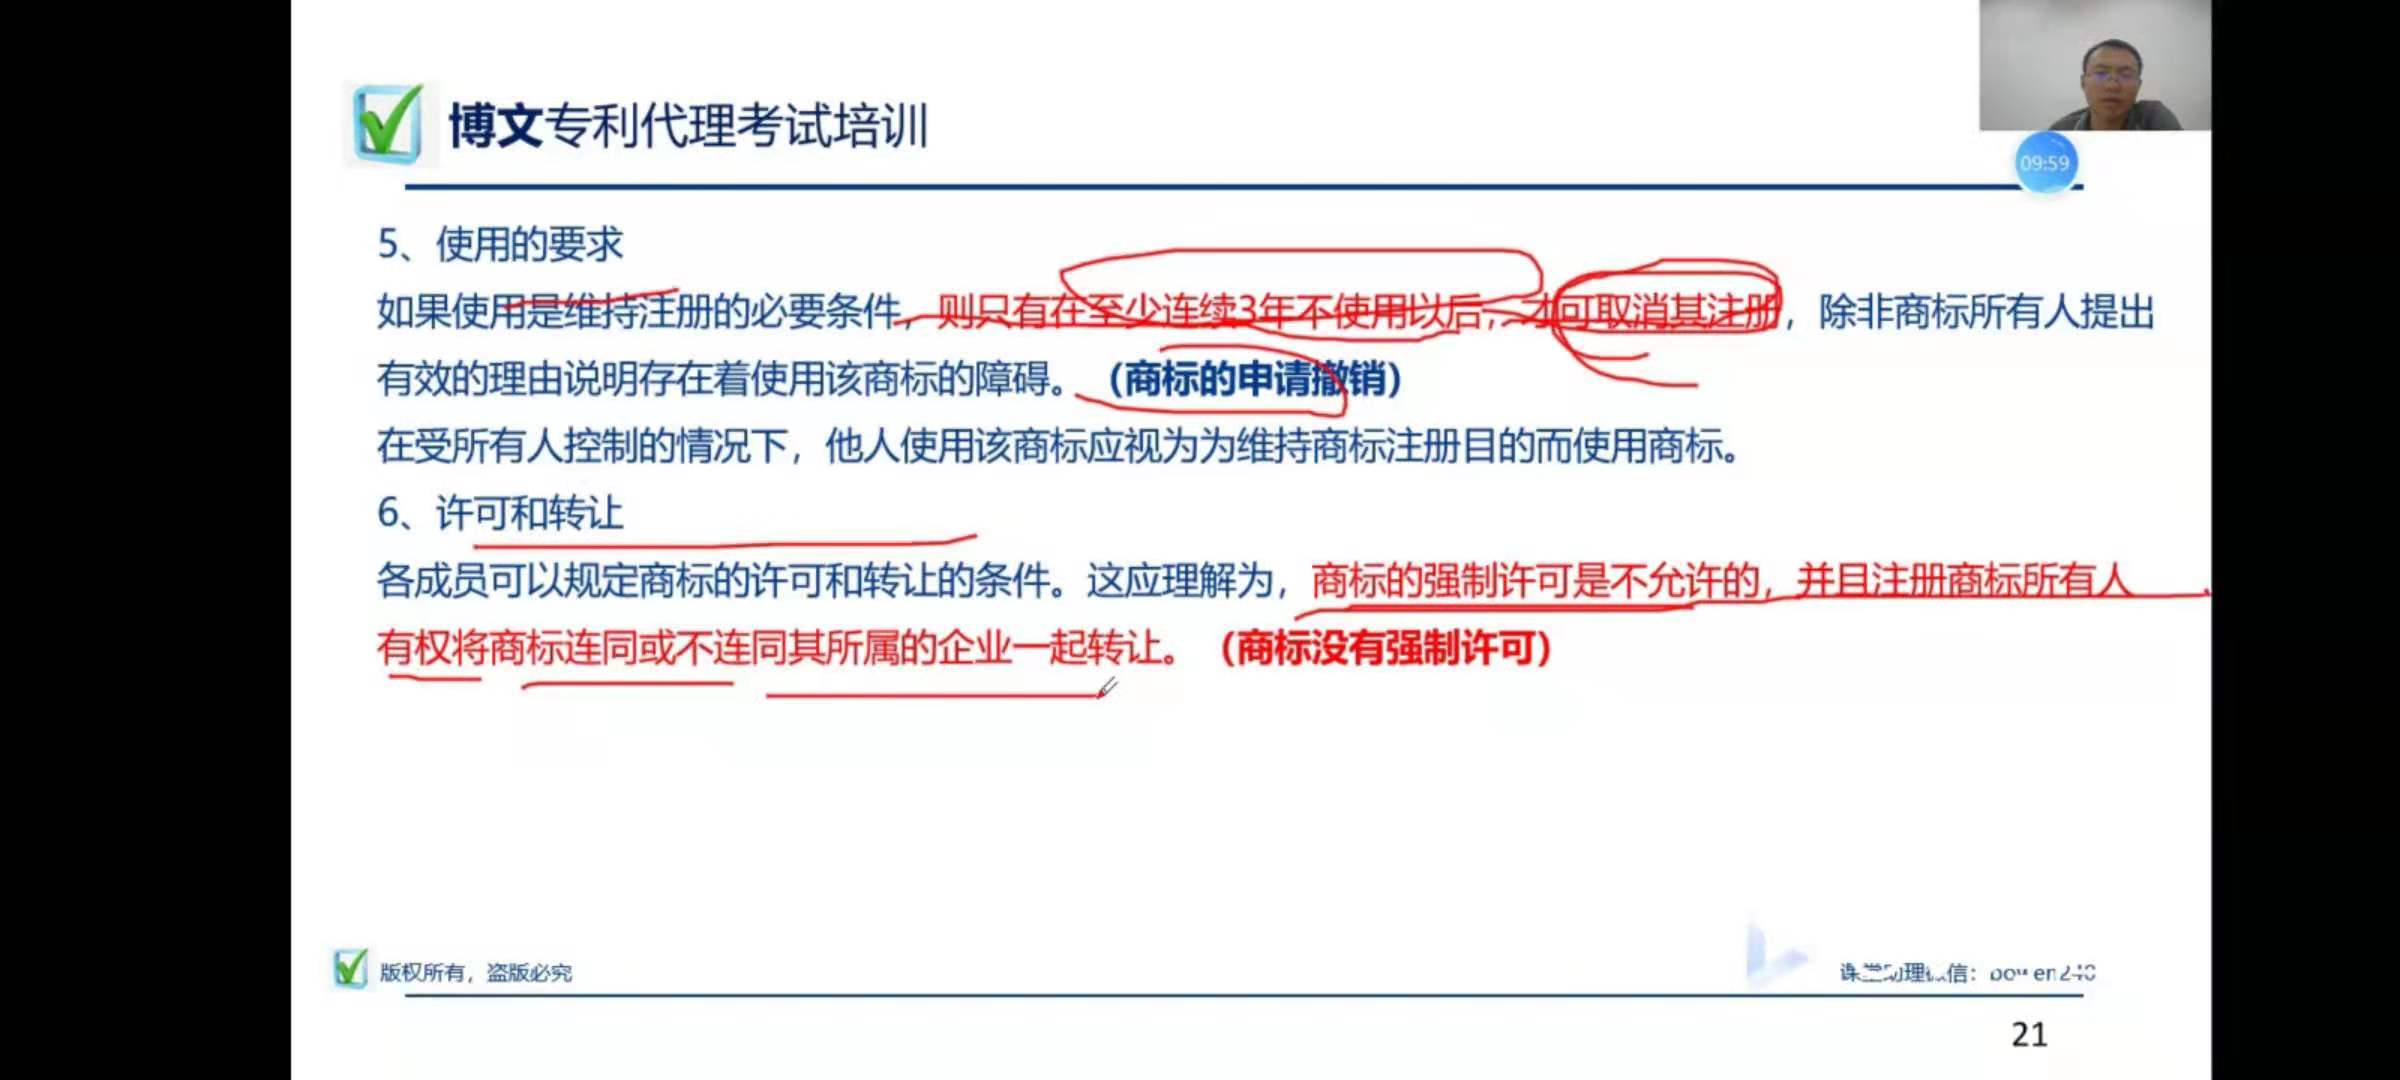 博文专利代理考试培训
09:59
5、使用的要求
如果使用是维持注册的必要条件，则只有在至少连续3年不使用以后，才可取消其注册，除非商标所有人提出
有效的理由说明存在着使用该商标的障碍。（商标的申请撤销）
在受所有人控制的情况下，他人使用该商标应视为为维持商标注册目的而使用商标。
6、许可和转让
各成员可以规定商标的许可和转让的条件。这应理解为，商标的强制许可是不允许的，并且注册商标所有人
有权将商标连同或不连同其所属的企业一起转让。（商标没有强制许可）
版权所有，盗版必究
课堂助理微信：
21